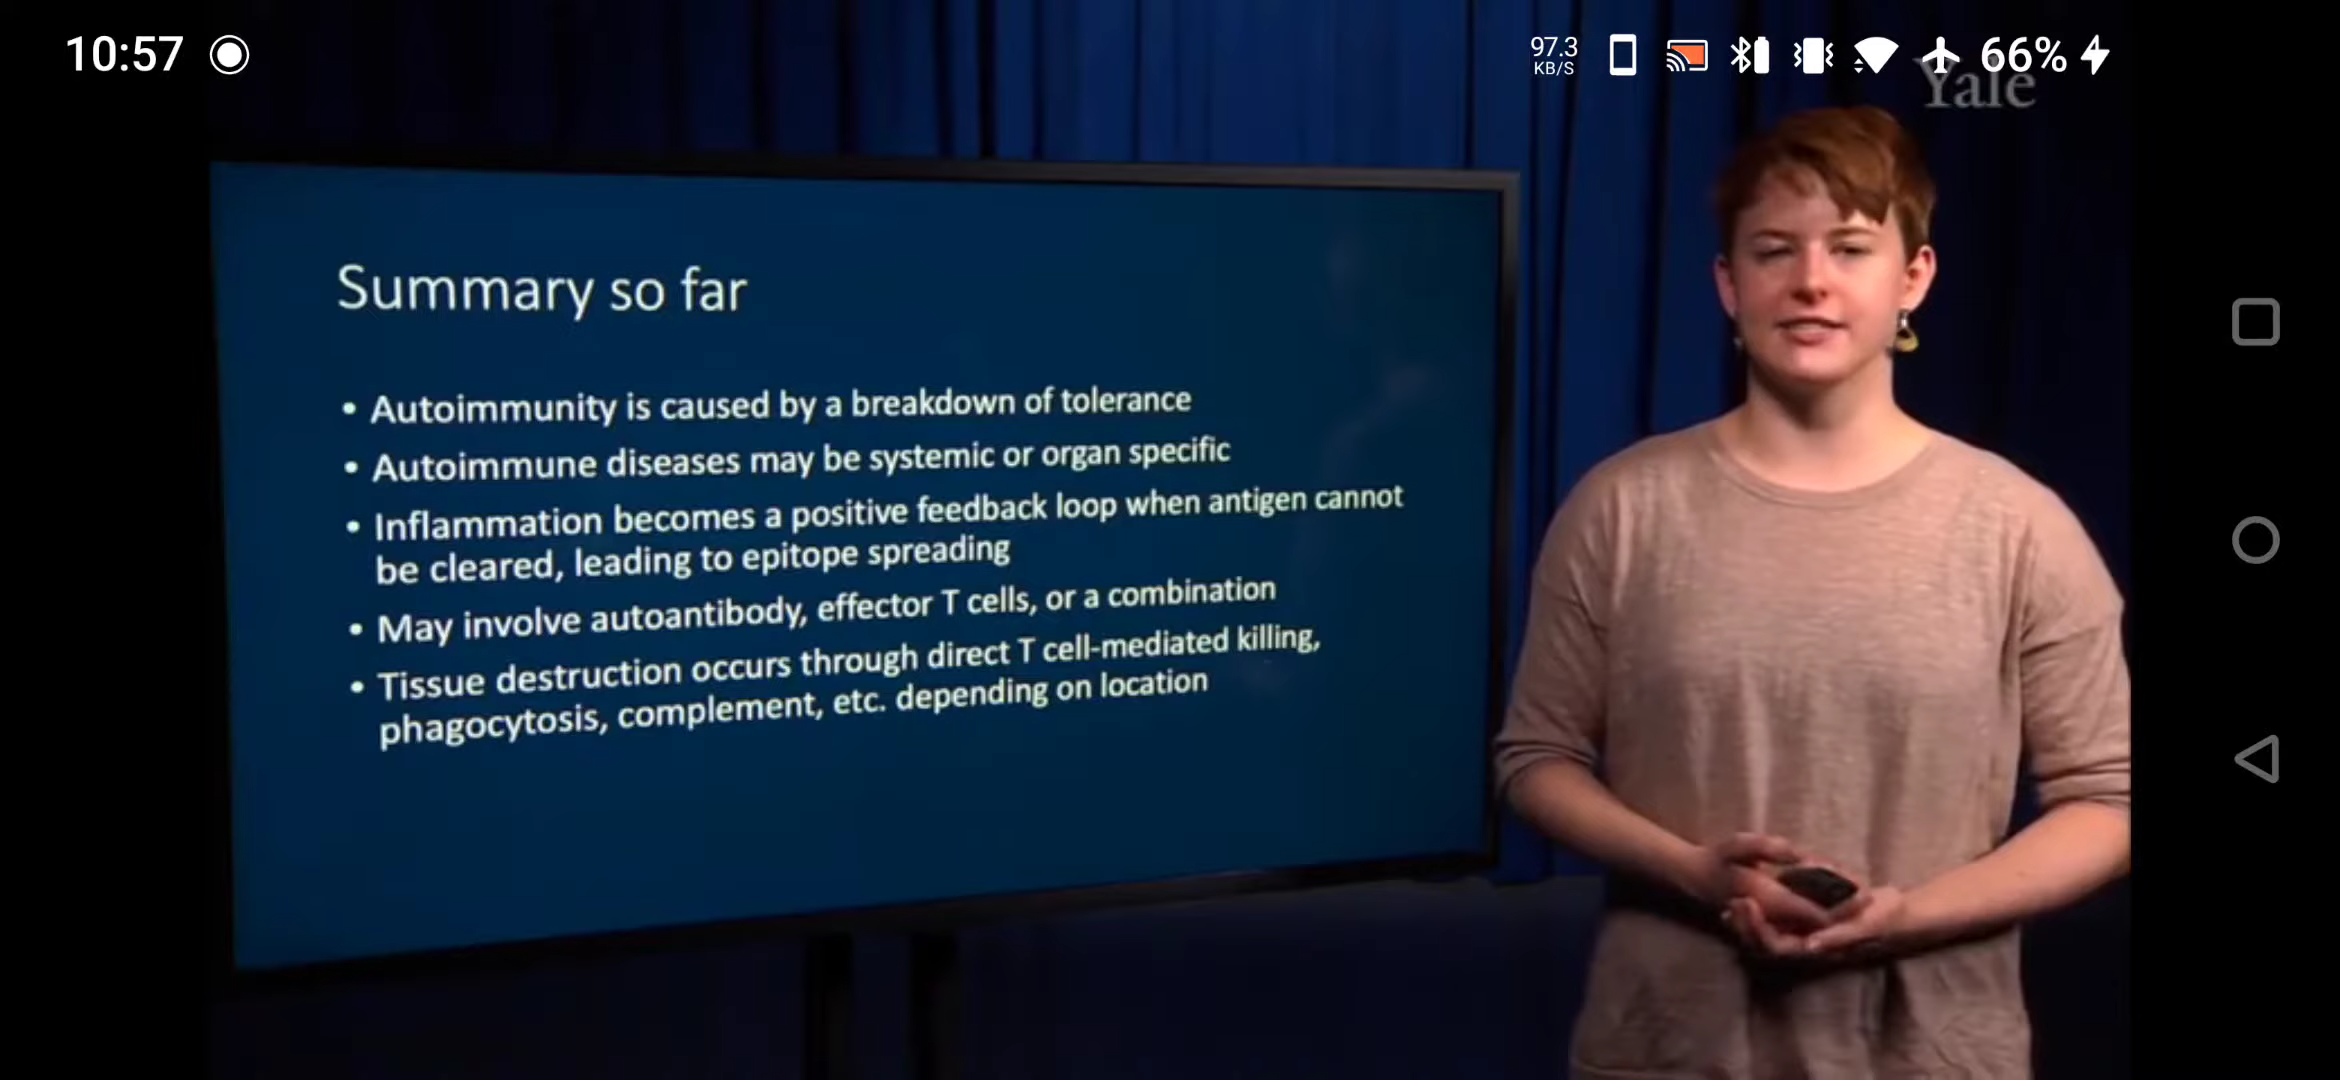 10:57
97.3
KB/S
66%
Yale
Summary so far
• Autoimmunity is caused by a breakdown of tolerance
• Autoimmune diseases may be systemic or organ specific
• Inflammation becomes a positive feedback loop when antigen cannot
be cleared, leading to epitope spreading
• May involve autoantibody, effector T cells, or a combination
• Tissue destruction occurs through direct T cell-mediated killing,
phagocytosis, complement, etc. depending on location